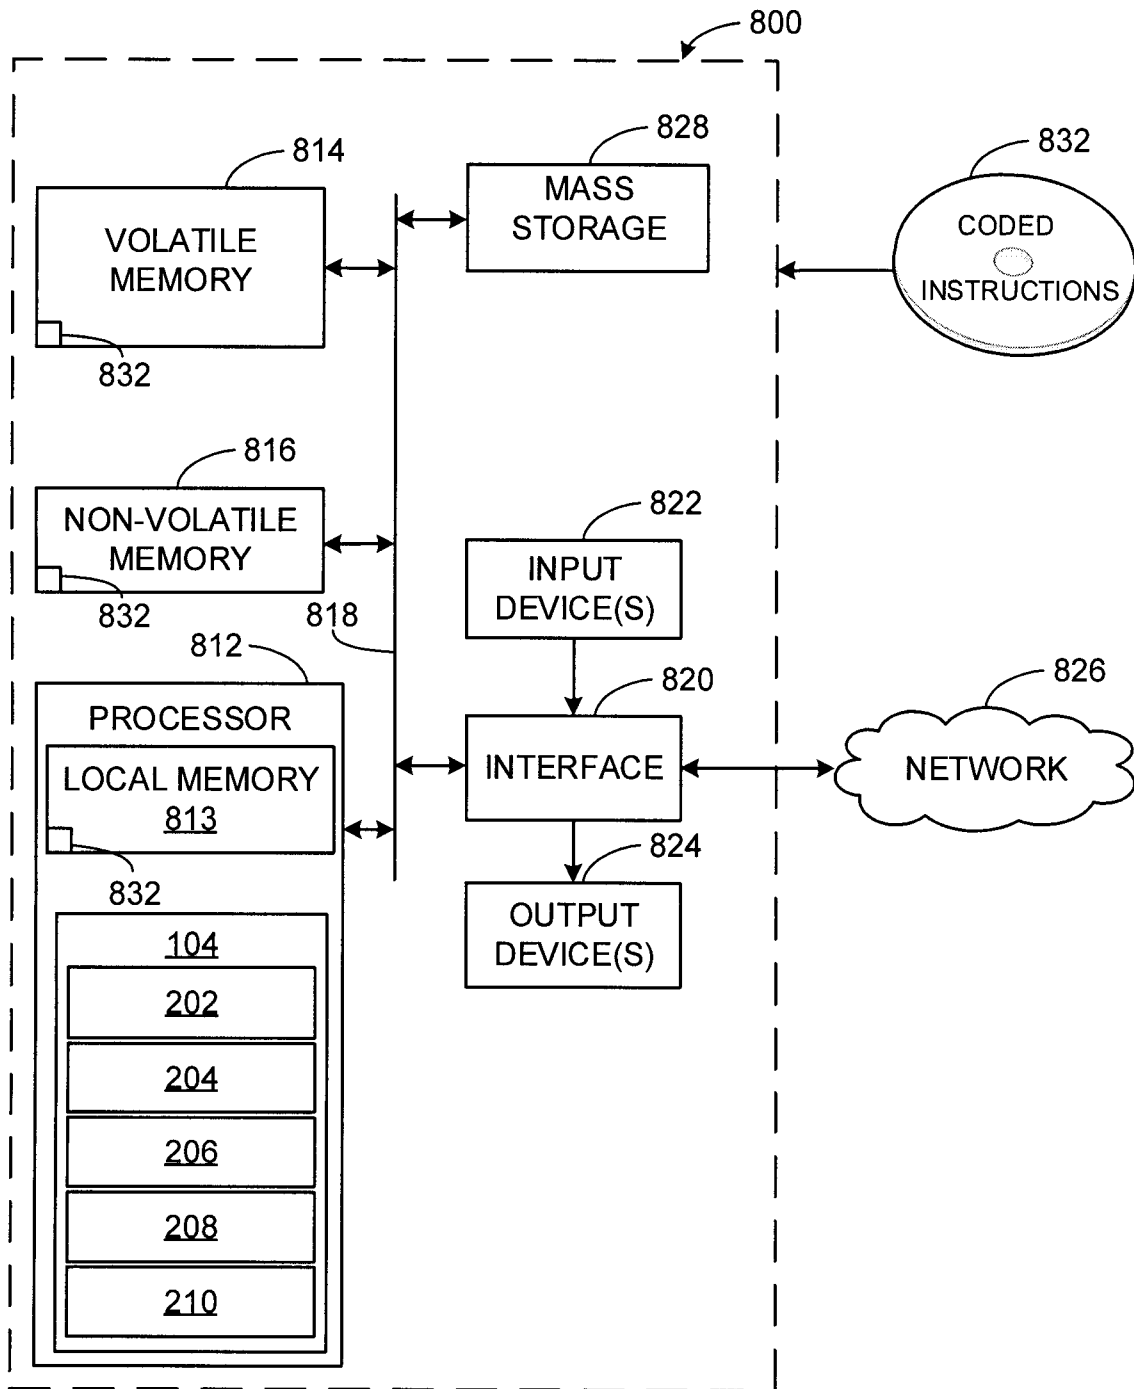 800
814
VOLATILE
MEMORY
832
828
MASS
STORAGE
832
CODED
INSTRUCTIONS
816
NON-VOLATILE
MEMORY
832
818
822
INPUT
DEVICE(S)
812
PROCESSOR
LOCAL MEMORY
813
832
820
INTERFACE
826
NETWORK
824
OUTPUT
DEVICE(S)
104
202
204
206
208
210